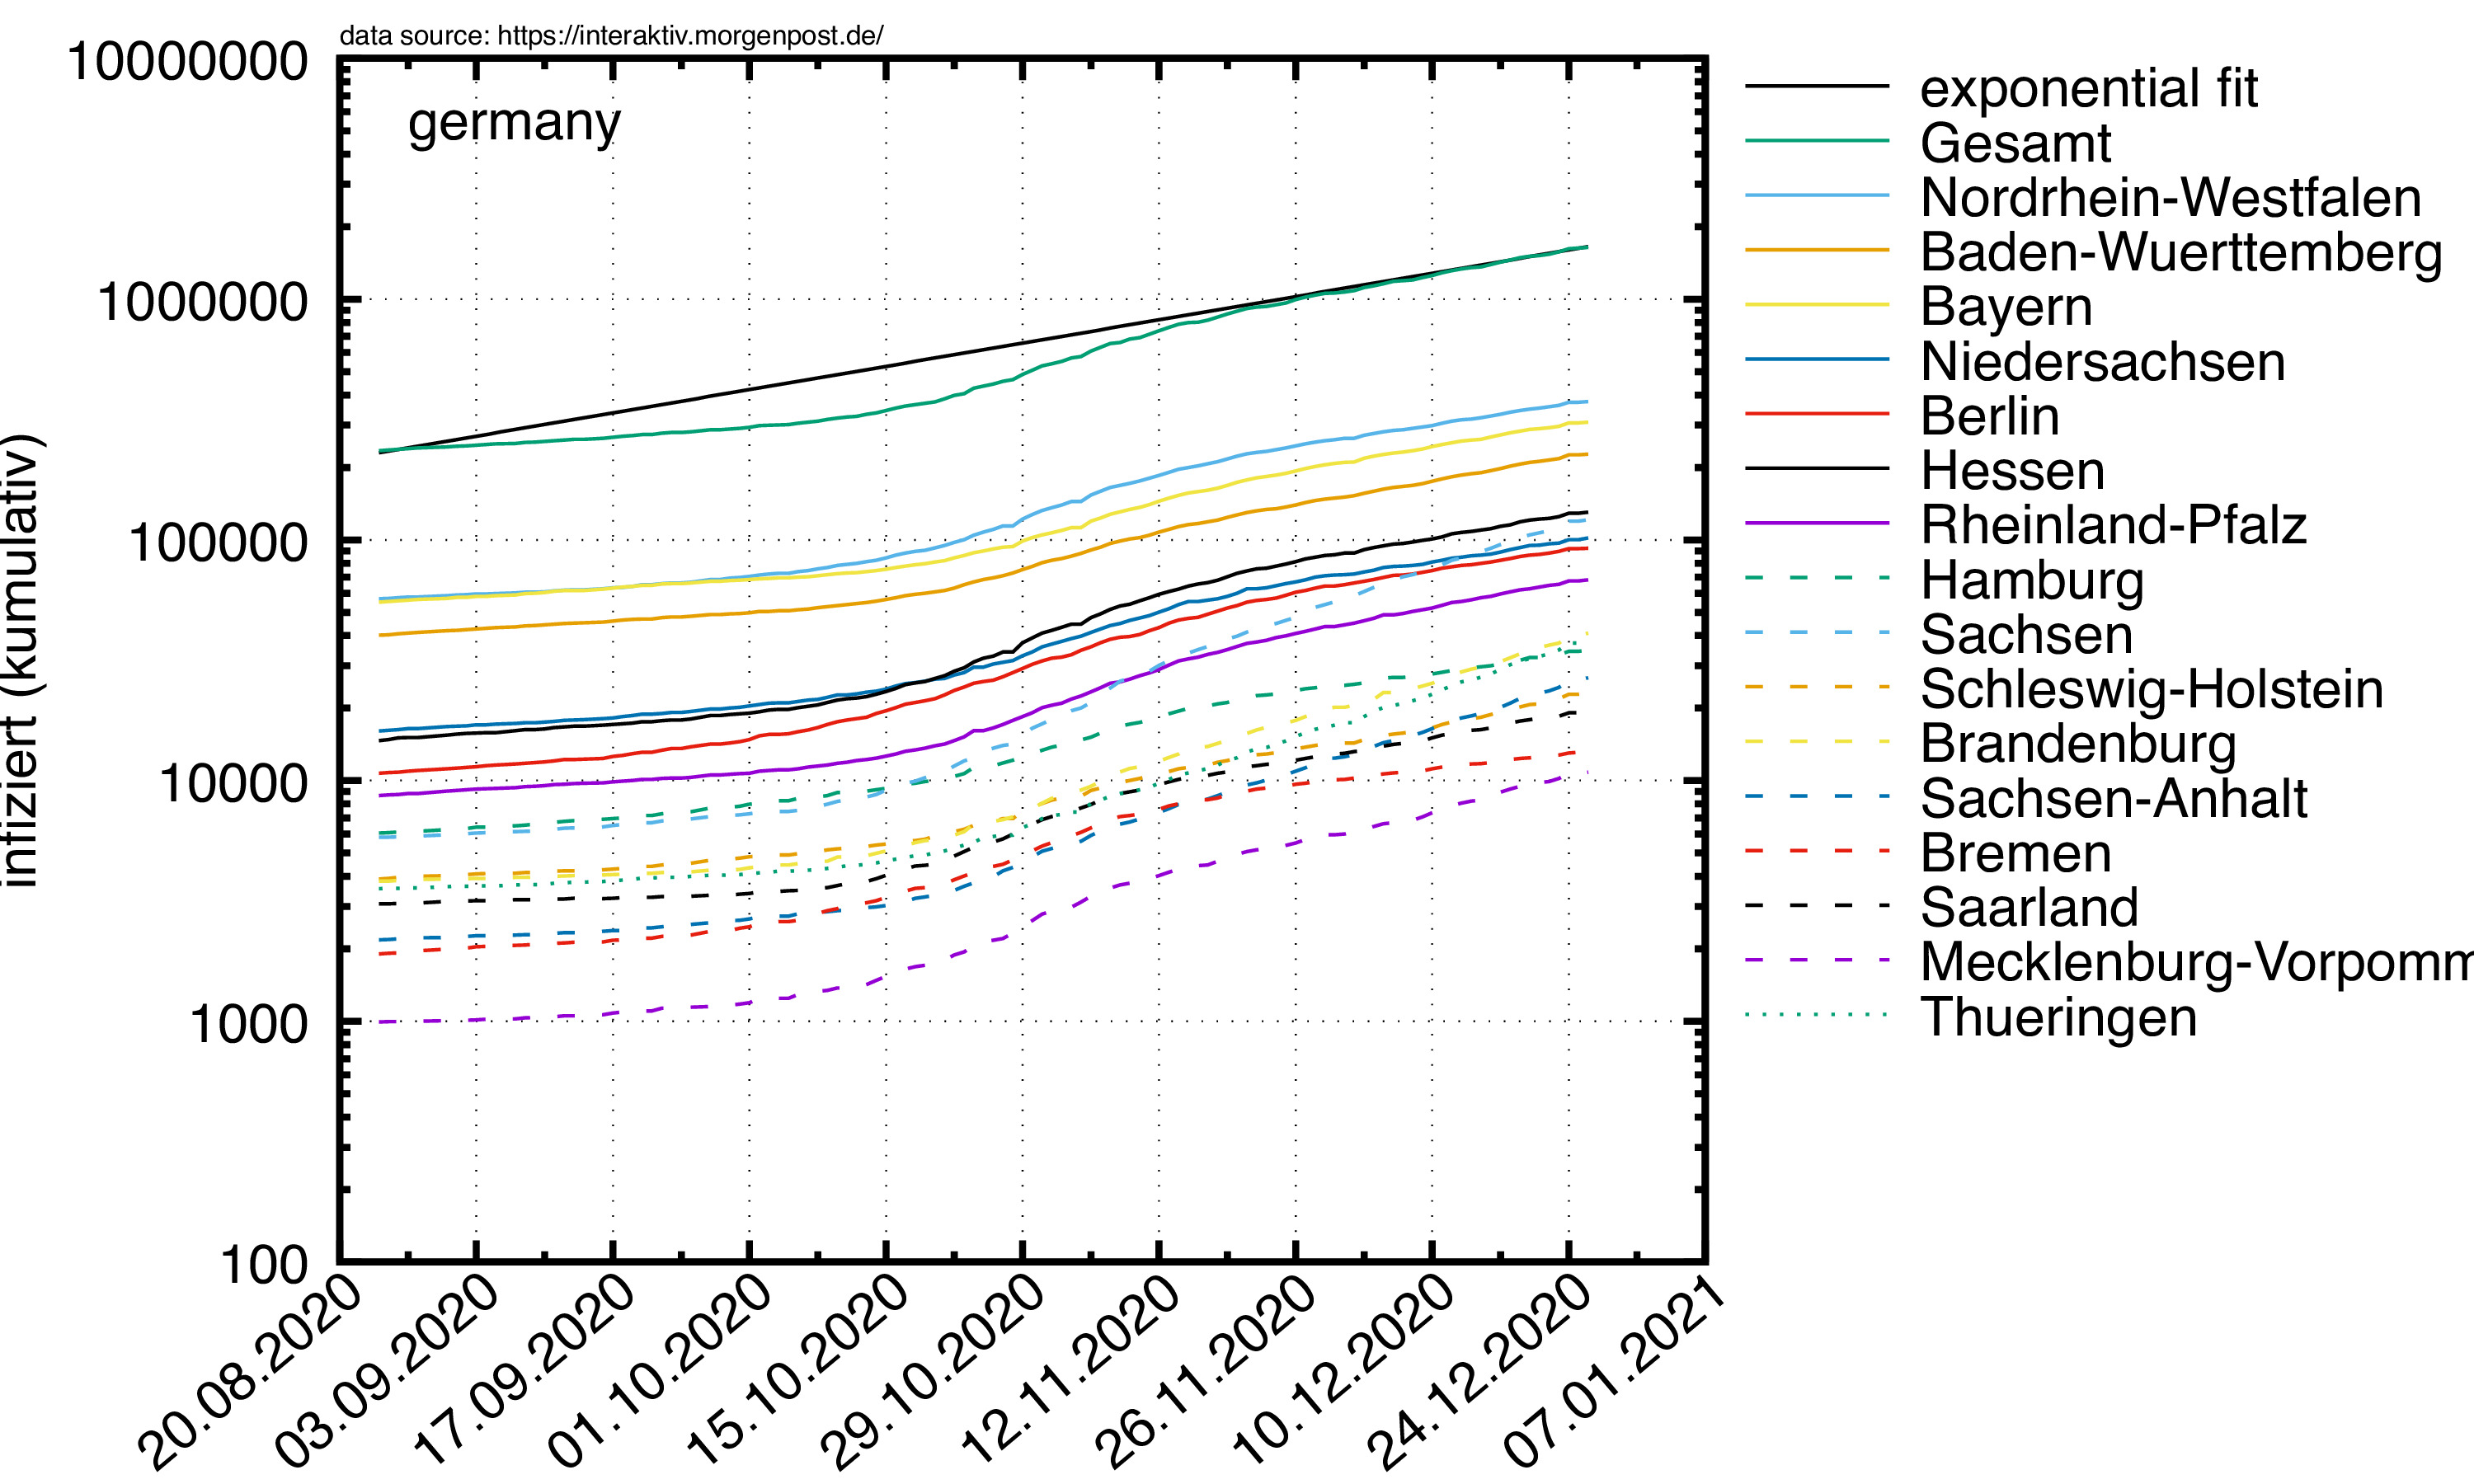 data source: https://interaktiv.morgenpost.de/
germany
infiziert (kumulativ)
10000000
1000000
100000
10000
1000
100
20.08.2020
03.09.2020
17.09.2020
01.10.2020
15.10.2020
29.10.2020
12.11.2020
26.11.2020
10.12.2020
24.12.2020
07.01.2021
exponential fit
Gesamt
Nordrhein-Westfalen
Baden-Wuerttemberg
Bayern
Niedersachsen
Berlin
Hessen
Rheinland-Pfalz
Hamburg
Sachsen
Schleswig-Holstein
Brandenburg
Sachsen-Anhalt
Bremen
Saarland
Mecklenburg-Vorpomm
Thueringen